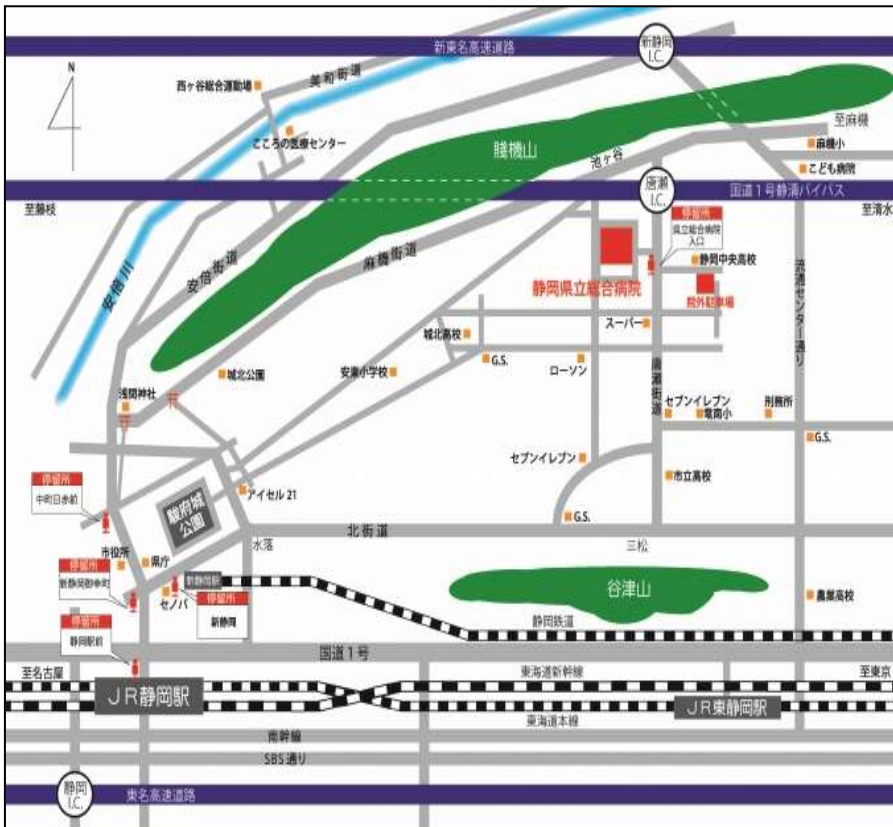 新東名高速道路
新静岡
I.C.
N
西ヶ谷総合運動場
美和街道
こころの医療センター
賤機山
至麻機
麻機小
こども病院
池ヶ谷
唐瀬
I.C.
国道1号静清バイパス
至藤枝
至清水
停留所
県立総合病院
入口
安倍川
安倍街道
麻機街道
静岡県立総合病院
静岡中央高校
院外駐車場
流通センター通り
スーパー
城北高校
G.S.
ローソン
唐瀬街道
城北公園
安東小学校
浅間神社
セブンイレブン
竜南小
刑務所
G.S.
セブンイレブン
市立高校
停留所
中町日赤前
駿府城
公園
アイセル21
G.S.
北街道
水落
三松
市役所
県庁
停留所
新静岡御幸町
セノバ
新静岡駅
停留所
新静岡
谷津山
農業高校
静岡鉄道
停留所
静岡駅前
国道1号
至名古屋
東海道新幹線
至東京
JR静岡駅
JR東静岡駅
東海道本線
南幹線
SBS通り
静岡
I.C.
東名高速道路